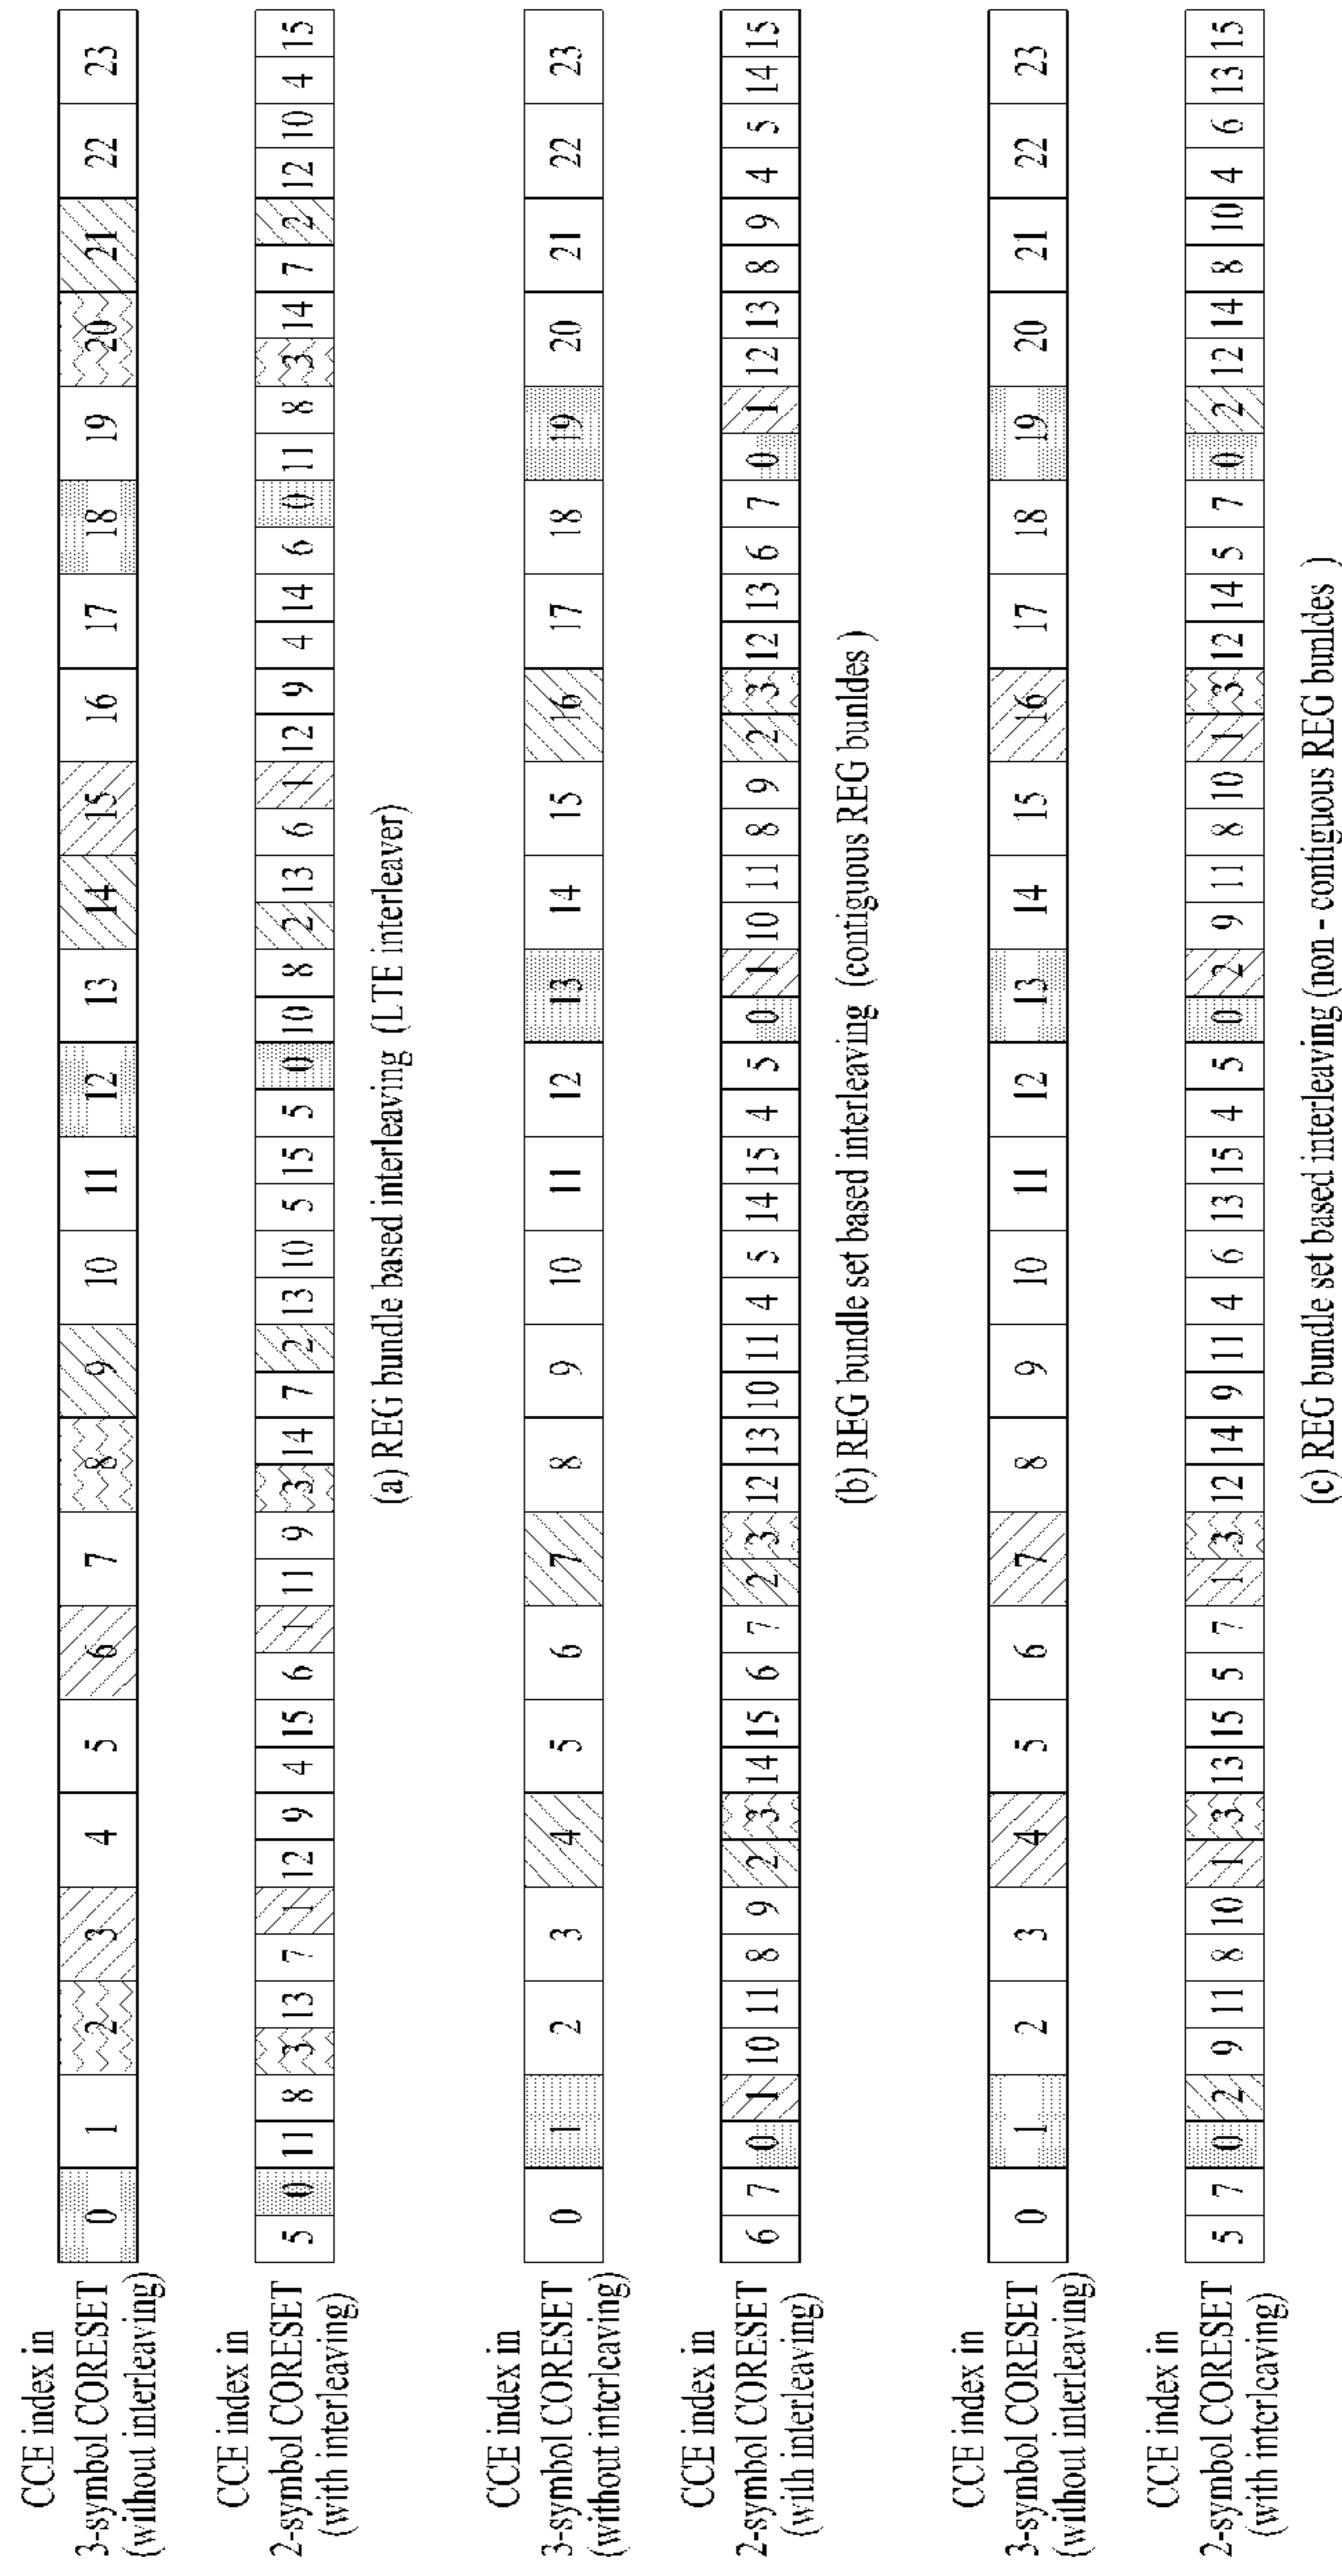 CCE index in
3-symbol CORESET
(without interleaving)
0 1 2 3 4 5 6 7 8 9 10 11 12 13 14 15 16 17 18 19 20 21 22 23
CCE index in
2-symbol CORESET
(with interleaving)
5 0 11 8 3 13 7 1 12 9 4 15 6 1 11 9 3 14 7 2 13 10 5 15 5 0 10 8 2 13 6 1 12 9 4 14 6 0 11 8 3 14 7 2 12 10 4 15
(a) REG bundle based interleaving (LTE interleaver)
CCE index in
3-symbol CORESET
(without interleaving)
0 1 2 3 4 5 6 7 8 9 10 11 12 13 14 15 16 17 18 19 20 21 22 23
CCE index in
2-symbol CORESET
(with interleaving)
6 7 0 1 10 11 8 9 2 3 14 15 6 7 2 3 12 13 10 11 4 5 14 15 4 5 0 1 10 11 8 9 2 3 12 13 6 7 0 1 12 13 8 9 4 5 14 15
(b) REG bundle set based interleaving (contiguous REG bunldes )
CCE index in
3-symbol CORESET
(without interleaving)
0 1 2 3 4 5 6 7 8 9 10 11 12 13 14 15 16 17 18 19 20 21 22 23
CCE index in
2-symbol CORESET
(with interleaving)
5 7 0 2 9 11 8 10 1 3 13 15 5 7 1 3 12 14 9 11 4 6 13 15 4 5 0 2 9 11 8 10 1 3 12 14 5 7 0 2 12 14 8 10 4 6 13 15
(c) REG bundle set based interleaving (non - contiguous REG bunldes )